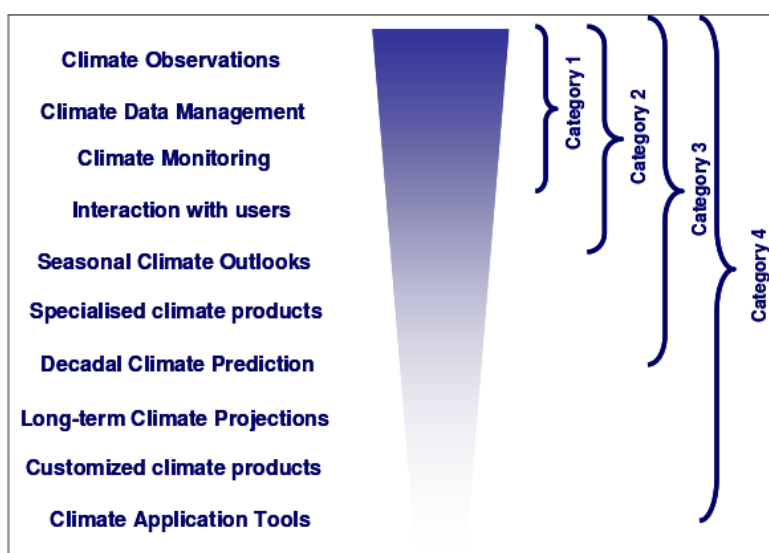 Climate Observations
Climate Data Management
Climate Monitoring
Interaction with users
Seasonal Climate Outlooks
Specialised climate products
Decadal Climate Prediction
Long-term Climate Projections
Customized climate products
Climate Application Tools
Category 1
Category 2
Category 3
Category 4